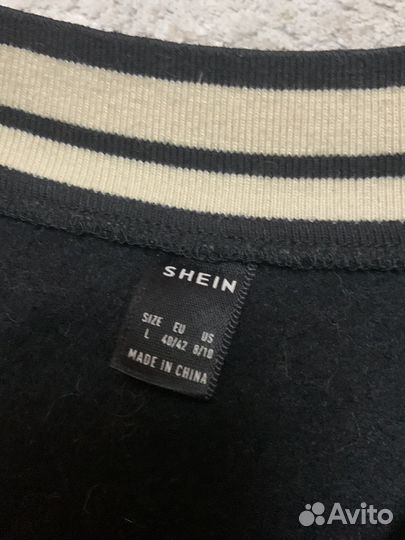 SHEIN
SIZE EU US
L 40/42 8/10
MADE IN CHINA
Avito